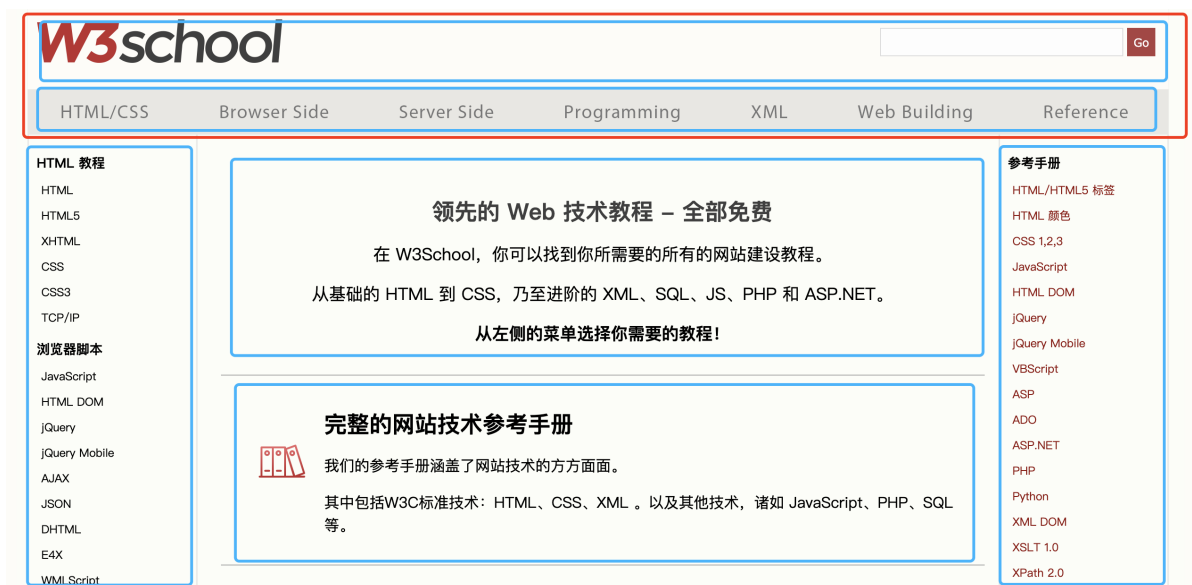 W3school
Go
HTML/CSS Browser Side Server Side Programming XML Web Building Reference
HTML 教程
HTML
HTML5
XHTML
CSS
CSS3
TCP/IP
浏览器脚本
JavaScript
HTML DOM
jQuery
jQuery Mobile
AJAX
JSON
DHTML
E4X
WMLScript
领先的 Web 技术教程 – 全部免费
在 W3School，你可以找到你所需要的所有的网站建设教程。
从基础的 HTML 到 CSS，乃至进阶的 XML、SQL、JS、PHP 和 ASP.NET。
从左侧的菜单选择你需要的教程！
完整的网站技术参考手册
我们的参考手册涵盖了网站技术的方方面面。
其中包括W3C标准技术：HTML、CSS、XML 。以及其他技术，诸如 JavaScript、PHP、SQL
等。
参考手册
HTML/HTML5 标签
HTML 颜色
CSS 1,2,3
JavaScript
HTML DOM
jQuery
jQuery Mobile
VBScript
ASP
ADO
ASP.NET
PHP
Python
XML DOM
XSLT 1.0
XPath 2.0